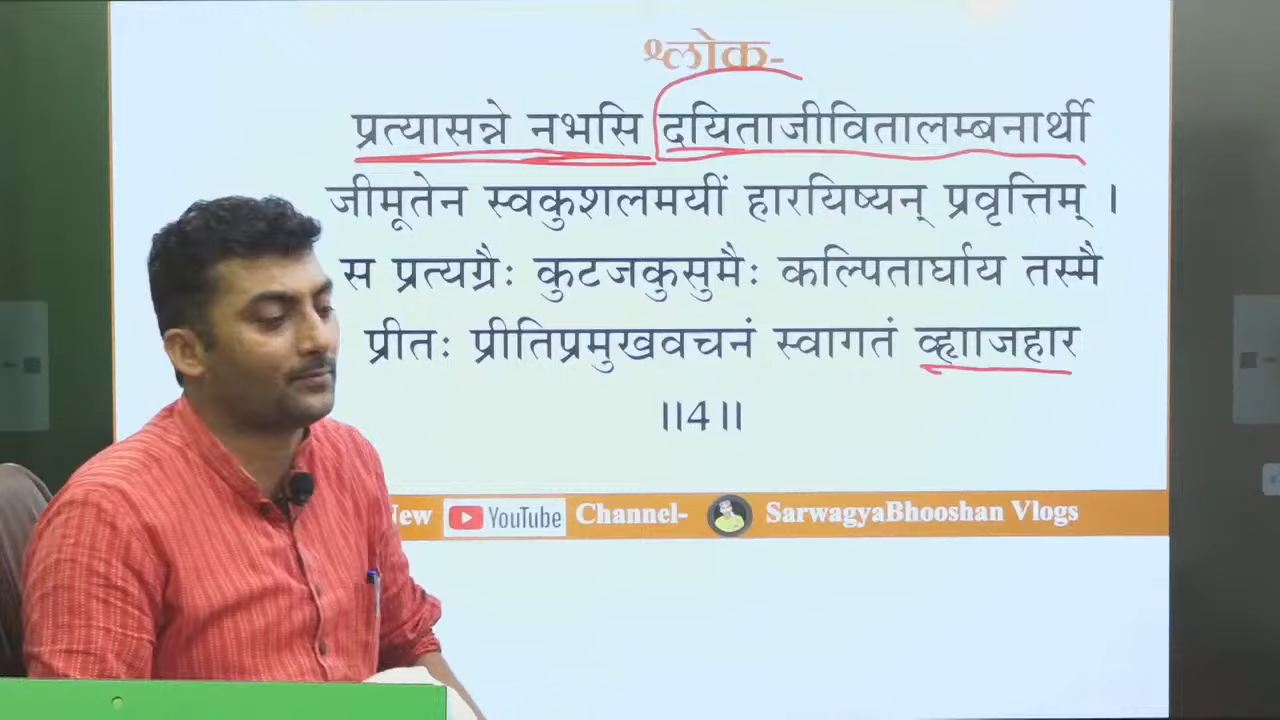 श्लोक-
प्रत्यासन्ने नभसि दयिताजीवितालम्बनार्थी
जीमूतेन स्वकुशलमयीं हारयिष्यन् प्रवृत्तिम् ।
स प्रत्यग्रैः कुटजकुसुमैः कल्पितार्घाय तस्मै
प्रीतः प्रीतिप्रमुखवचनं स्वागतं व्हृााजहार
॥4॥
New YouTube Channel- SarwagyaBhooshan Vlogs